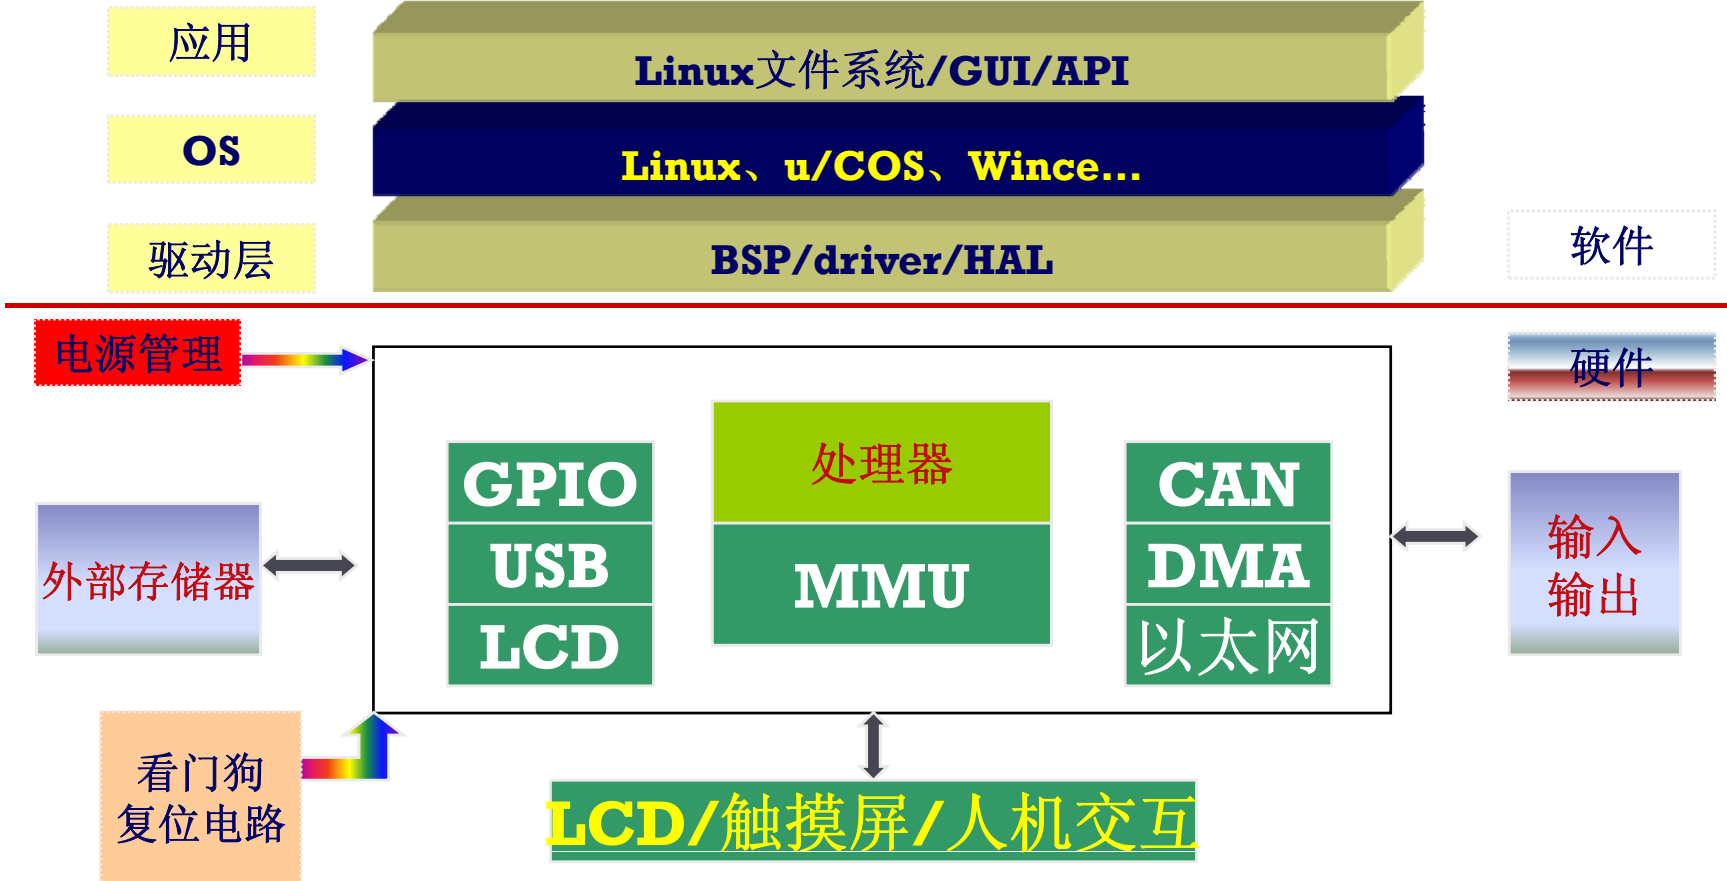 应用
Linux文件系统/GUI/API
OS
Linux、u/COS、Wince...
驱动层
BSP/driver/HAL
软件
电源管理
硬件
处理器
MMU
GPIO
USB
LCD
CAN
DMA
以太网
外部存储器
输入
输出
看门狗
复位电路
LCD/触摸屏/人机交互